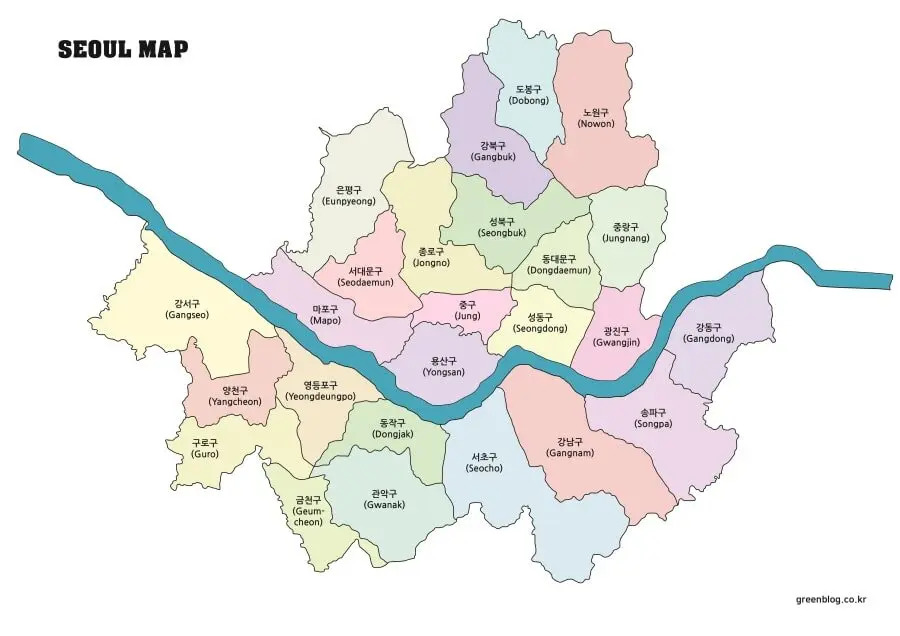 SEOUL MAP
도봉구
(Dobong)
노원구
(Nowon)
강북구
(Gangbuk)
은평구
(Eunpyeong)
성북구
(Seongbuk)
중랑구
(Jungnang)
종로구
(Jongno)
동대문구
(Dongdaemun)
서대문구
(Seodaemun)
강서구
(Gangseo)
마포구
(Mapo)
중구
(Jung)
성동구
(Seongdong)
광진구
(Gwangjin)
강동구
(Gangdong)
용산구
(Yongsan)
양천구
(Yangcheon)
영등포구
(Yeongdeungpo)
송파구
(Songpa)
동작구
(Dongjak)
구로구
(Guro)
강남구
(Gangnam)
서초구
(Seocho)
금천구
(Geum-
cheon)
관악구
(Gwanak)
greenblog.co.kr